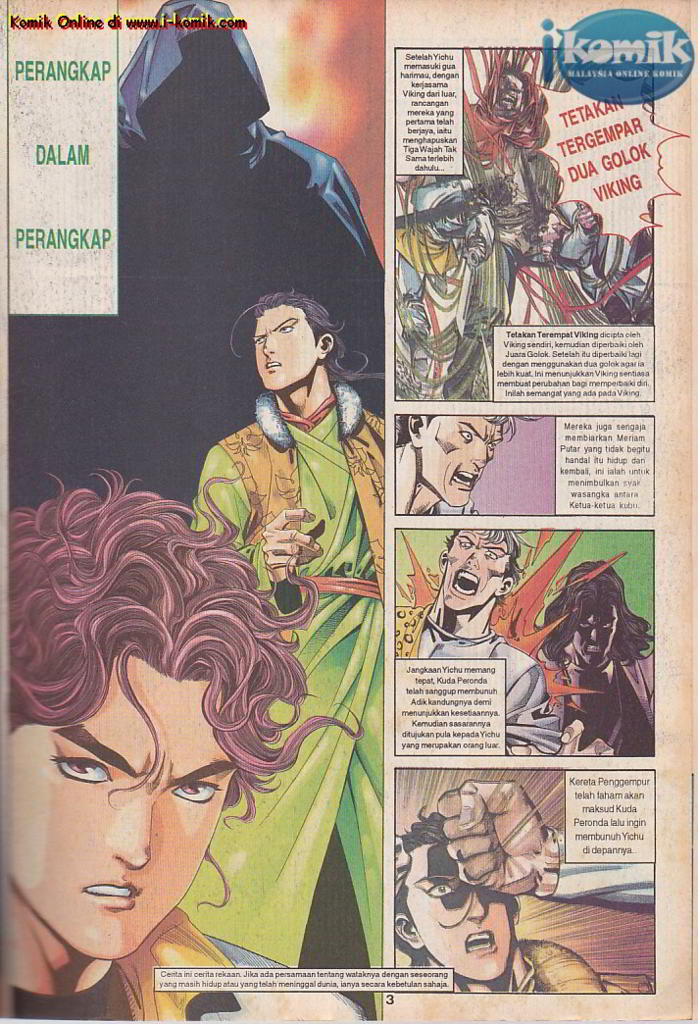 Komik Online di www.i-komik.com
ikomik
MALAYSIA ONLINE KOMIK
PERANGKAP
DALAM
PERANGKAP
Setelah Yichu
memasuki gua
harimau, dengan
kerjasama
Viking dari luar,
rancangan
mereka yang
pertama telah
berjaya, iaitu
menghapuskan
Tiga Wajah Tak
Sama terlebih
dahulu...
TETAKAN
TERGEMPAR
DUA GOLOK
VIKING
Tetakan Terempat Viking dicipta oleh
Viking sendiri, kemudian diperbaiki oleh
Juara Golok. Setelah diperbaiki lagi
dengan menggunakan dua golok agar ia
lebih kuat. Ini menunjukkan Viking sentiasa
membuat perubahan bagi memperbaiki diri.
Inilah semangat yang ada pada Viking.
Mereka juga sengaja
membiarkan Meriam
Putar yang tidak begitu
handal itu hidup dan
kembali, ini ialah untuk
menimbulkan syak
wasangka antara
Ketua-ketua kubu.
Jangkaan Yichu memang
tepat, Kuda Peronda
telah sanggup membunuh
Adik kandungnya demi
menunjukkan kesetiaannya.
Kemudian sasarannya
ditujukan pula kepada Yichu
yang merupakan orang luar.
Kereta Penggempur
telah faham akan
maksud Kuda
Peronda lalu ingin
membunuh Yichu
di depannya.
Cerita ini cerita rekaan. Jika ada persamaan tentang wataknya dengan seseorang
yang masih hidup atau yang telah meninggal dunia, ianya secara kebetulan sahaja.
3